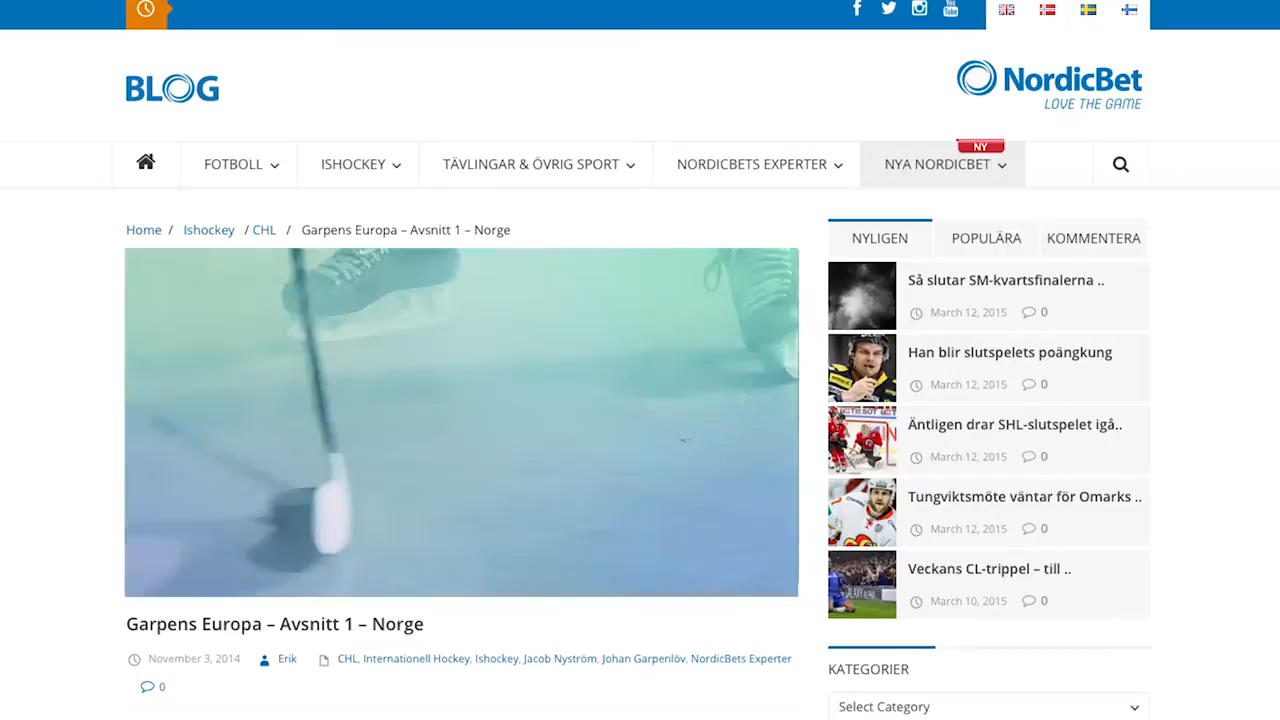 You Tube
BLOG
NordicBet
LOVE THE GAME
NY
FOTBOLL
ISHOCKEY
TÄVLINGAR & ÖVRIG SPORT
NORDICBETS EXPERTER
NYA NORDICBET
Home / Ishockey / CHL / Garpens Europa – Avsnitt 1 – Norge
NYLIGEN
POPULÄRA
KOMMENTERA
Så slutar SM-kvartsfinalerna ..
March 12, 2015 0
Han blir slutspelets poängkung
March 12, 2015 0
Äntligen drar SHL-slutspelet igå..
March 12, 2015 0
Tungviktsmöte väntar för Omarks ..
March 12, 2015 0
Veckans CL-trippel – till ..
March 10, 2015 0
Garpens Europa – Avsnitt 1 – Norge
November 3, 2014 Erik CHL, Internationell Hockey, Ishockey, Jacob Nyström, Johan Garpenlöv, NordicBets Experter
0
KATEGORIER
Select Category